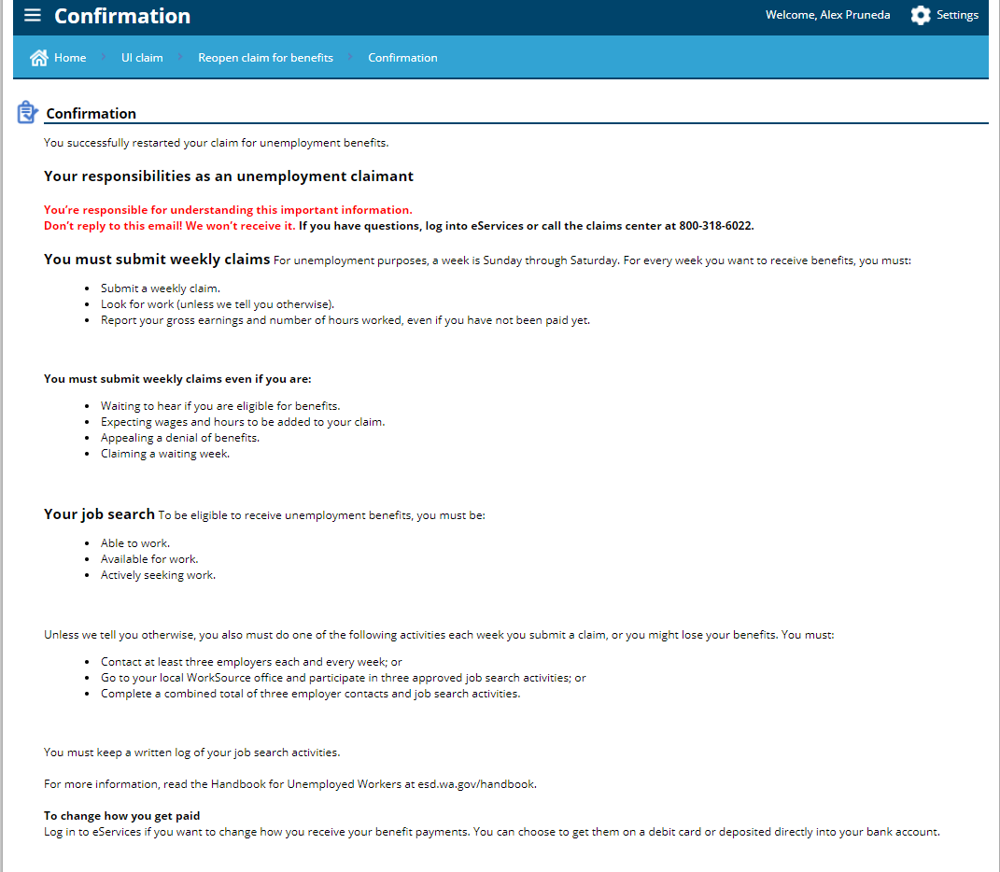 Confirmation
Welcome, Alex Pruneda
Settings
Home
UI claim
Reopen claim for benefits
Confirmation
Confirmation
You successfully restarted your claim for unemployment benefits.
Your responsibilities as an unemployment claimant
You're responsible for understanding this important information.
Don't reply to this email! We won't receive it. If you have questions, log into eServices or call the claims center at 800-318-6022.
You must submit weekly claims For unemployment purposes, a week is Sunday through Saturday. For every week you want to receive benefits, you must:
• Submit a weekly claim.
• Look for work (unless we tell you otherwise).
• Report your gross earnings and number of hours worked, even if you have not been paid yet.
You must submit weekly claims even if you are:
• Waiting to hear if you are eligible for benefits.
• Expecting wages and hours to be added to your claim.
• Appealing a denial of benefits.
• Claiming a waiting week.
Your job search To be eligible to receive unemployment benefits, you must be:
• Able to work.
• Available for work.
• Actively seeking work.
Unless we tell you otherwise, you also must do one of the following activities each week you submit a claim, or you might lose your benefits. You must:
• Contact at least three employers each and every week; or
• Go to your local WorkSource office and participate in three approved job search activities; or
• Complete a combined total of three employer contacts and job search activities.
You must keep a written log of your job search activities.
For more information, read the Handbook for Unemployed Workers at esd.wa.gov/handbook.
To change how you get paid
Log in to eServices if you want to change how you receive your benefit payments. You can choose to get them on a debit card or deposited directly into your bank account.